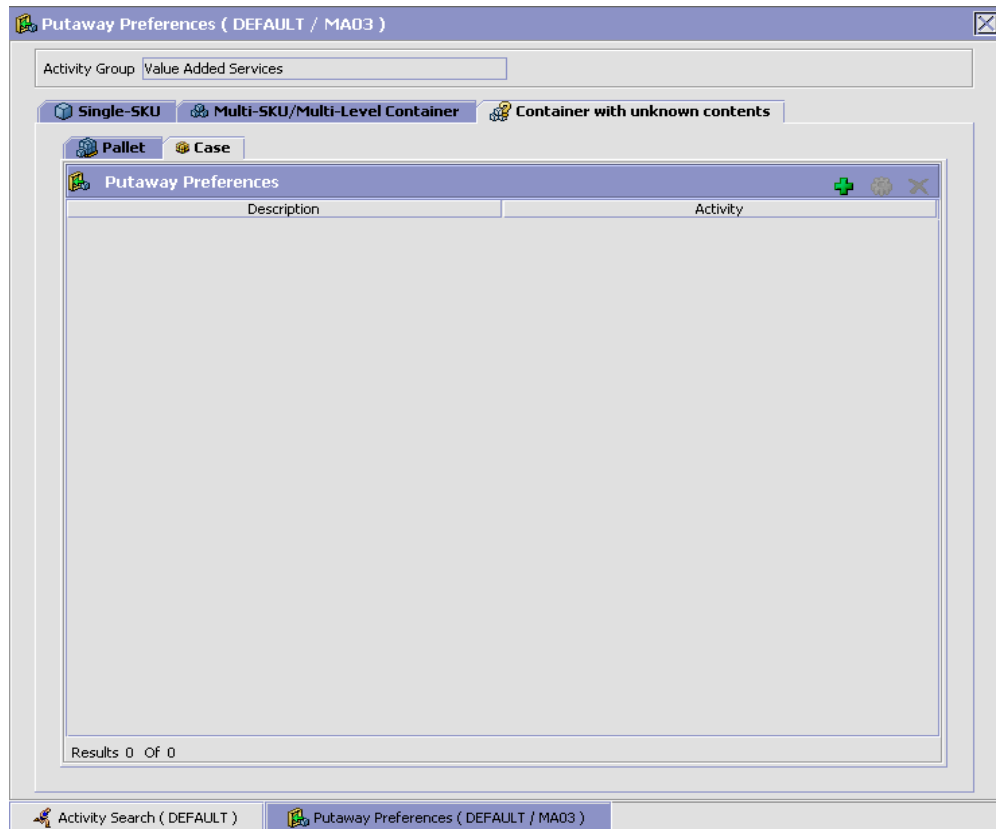 Putaway Preferences ( DEFAULT / MA03 )
Activity Group Value Added Services
Single-SKU Multi-SKU/Multi-Level Container Container with unknown contents
Pallet Case
Putaway Preferences
Description Activity
Results 0 Of 0
Activity Search ( DEFAULT ) Putaway Preferences ( DEFAULT / MA03 )